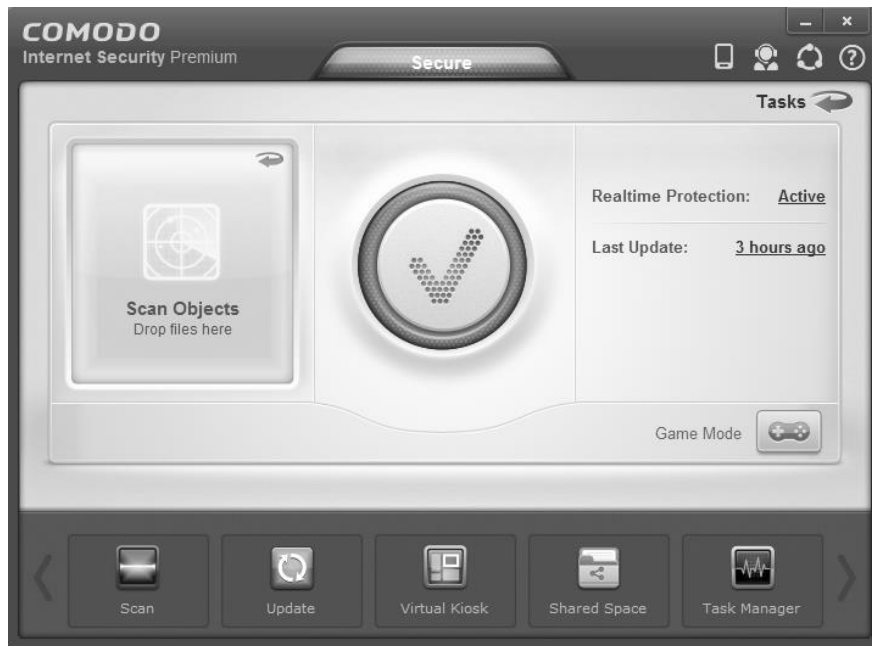 COMODO
Internet Security Premium
Secure
Tasks
Scan Objects
Drop files here
Realtime Protection: Active
Last Update: 3 hours ago
Game Mode
Scan
Update
Virtual Kiosk
Shared Space
Task Manager